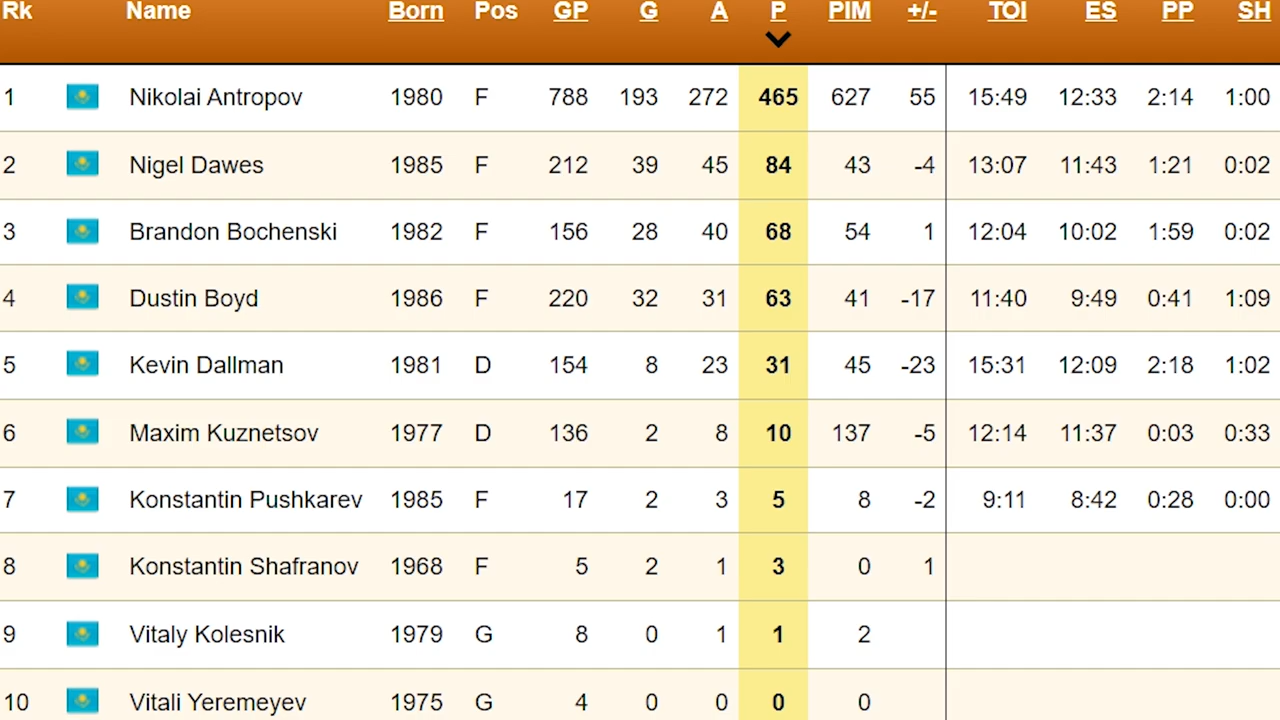 Rk Name Born Pos GP G A P PIM +/- TOI ES PP SH
1 Nikolai Antropov 1980 F 788 193 272 465 627 55 15:49 12:33 2:14 1:00
2 Nigel Dawes 1985 F 212 39 45 84 43 -4 13:07 11:43 1:21 0:02
3 Brandon Bochenski 1982 F 156 28 40 68 54 1 12:04 10:02 1:59 0:02
4 Dustin Boyd 1986 F 220 32 31 63 41 -17 11:40 9:49 0:41 1:09
5 Kevin Dallman 1981 D 154 8 23 31 45 -23 15:31 12:09 2:18 1:02
6 Maxim Kuznetsov 1977 D 136 2 8 10 137 -5 12:14 11:37 0:03 0:33
7 Konstantin Pushkarev 1985 F 17 2 3 5 8 -2 9:11 8:42 0:28 0:00
8 Konstantin Shafranov 1968 F 5 2 1 3 0 1
9 Vitaly Kolesnik 1979 G 8 0 1 1 2
10 Vitali Yeremeyev 1975 G 4 0 0 0 0